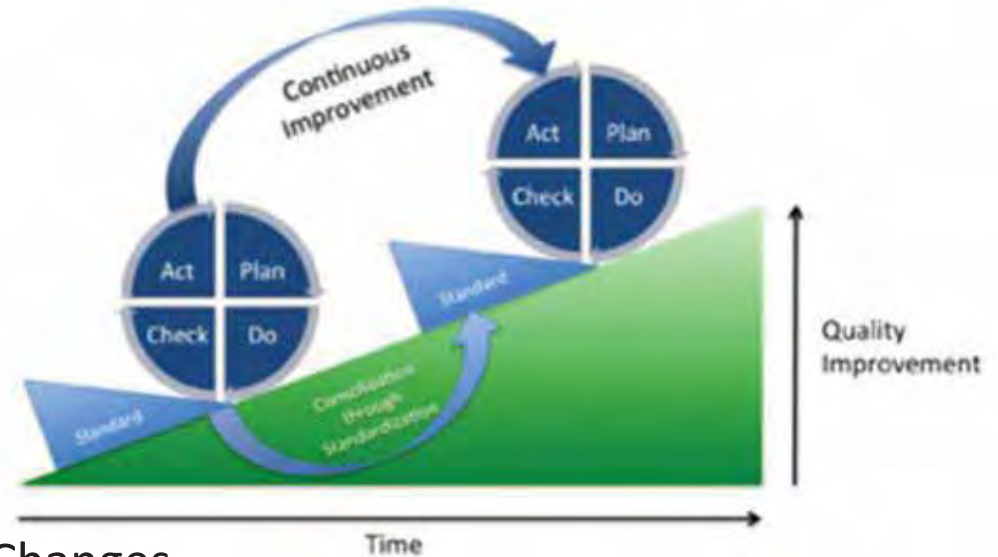 Continuous
Improvement
Act
Plan
Check
Do
Act
Plan
Check
Do
Standard
Standard
Consolidation
through
Standardization
Quality
Improvement
Time
Changes